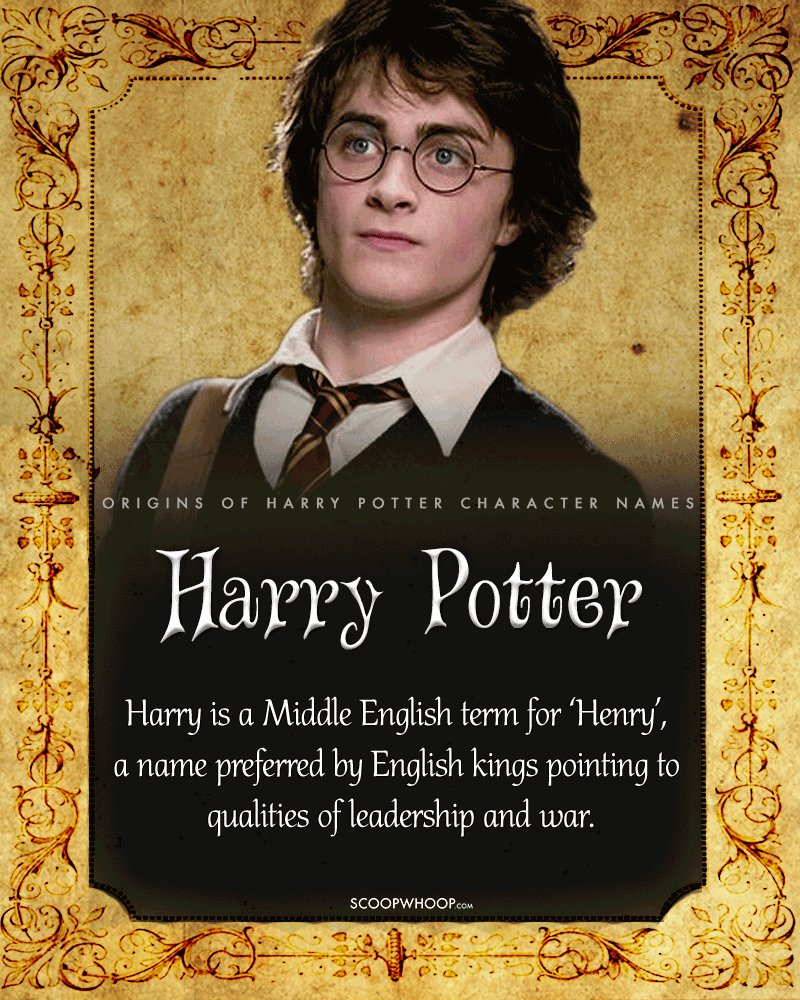 ORIGINS OF HARRY POTTER CHARACTER NAMES
Harry Potter
Harry is a Middle English term for ‘Henry’,
a name preferred by English kings pointing to
qualities of leadership and war.
SCOOPWHOOP.COM